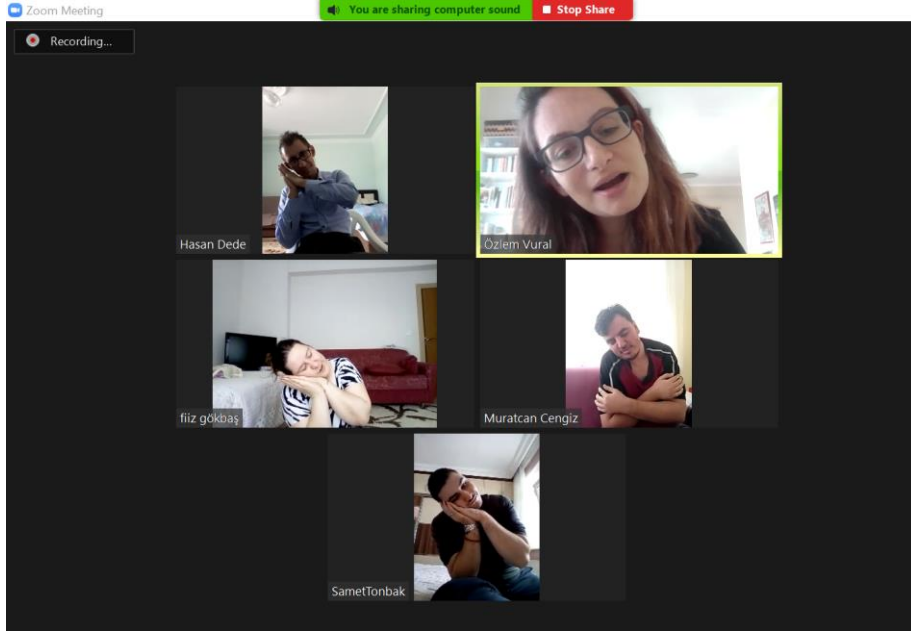 Zoom Meeting
You are sharing computer sound
Stop Share
Recording...
Hasan Dede
Özlem Vural
fiiz gökbaş
Muratcan Cengiz
SametTonbak